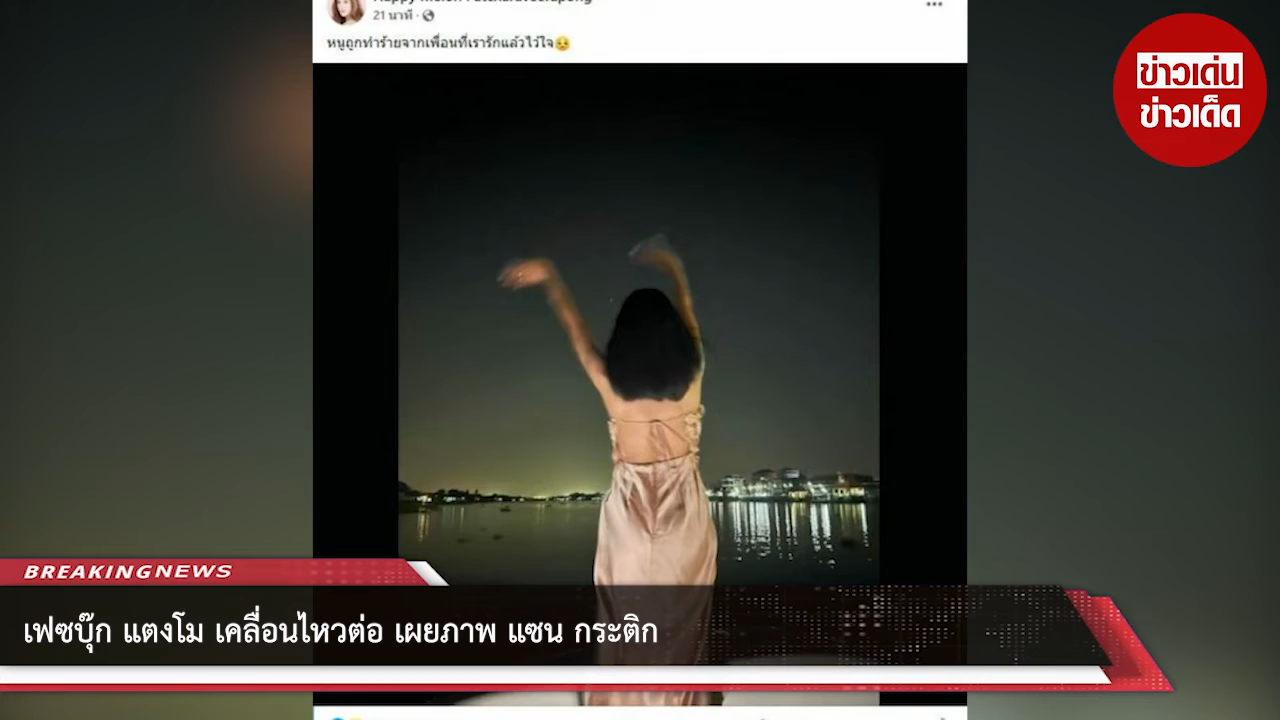 21 นาที
หนูถูกทำร้ายจากเพื่อนที่เรารักแล้วไว้ใจ😣
ข่าวเด่น
ข่าวเด็ด
BREAKINGNEWS
เฟซบุ๊ก แตงโม เคลื่อนไหวต่อ เผยภาพ แซน กระติก